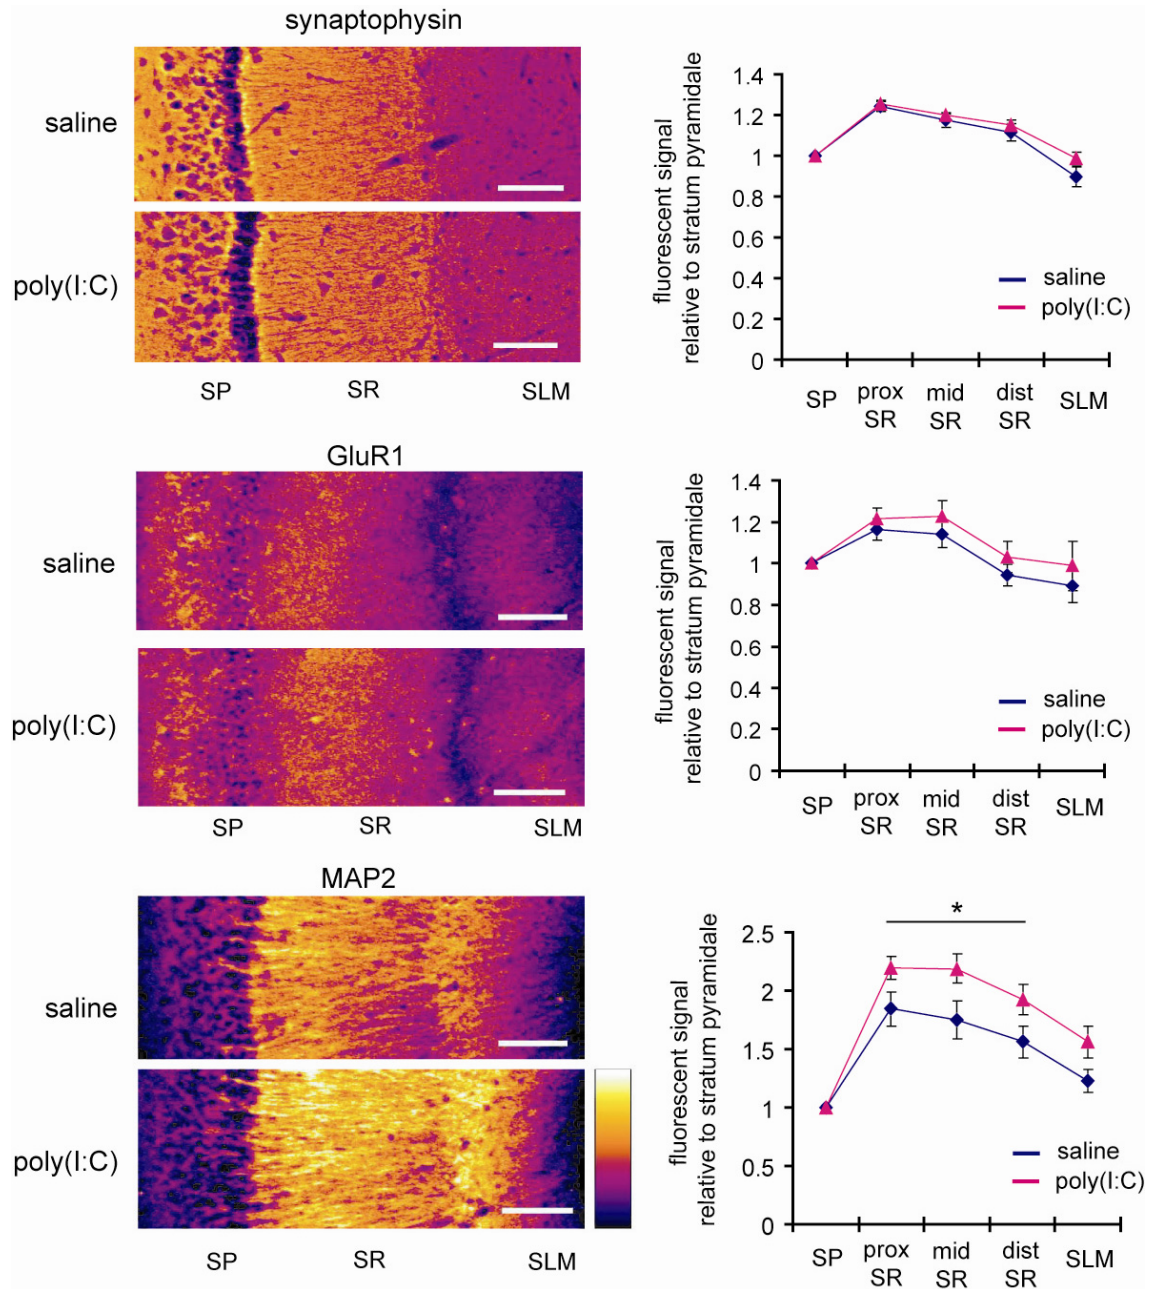 synaptophysin
saline
poly(I:C)
SP SR SLM
fluorescent signal
relative to stratum pyramidale
1.4
1.2
1
0.8
0.6
0.4
0.2
0
saline
poly(I:C)
SP prox SR mid SR dist SR SLM
GluR1
saline
poly(I:C)
SP SR SLM
fluorescent signal
relative to stratum pyramidale
1.4
1.2
1
0.8
0.6
0.4
0.2
0
saline
poly(I:C)
SP prox SR mid SR dist SR SLM
MAP2
saline
poly(I:C)
SP SR SLM
fluorescent signal
relative to stratum pyramidale
*
2.5
2
1.5
1
0.5
0
saline
poly(I:C)
SP prox SR mid SR dist SR SLM